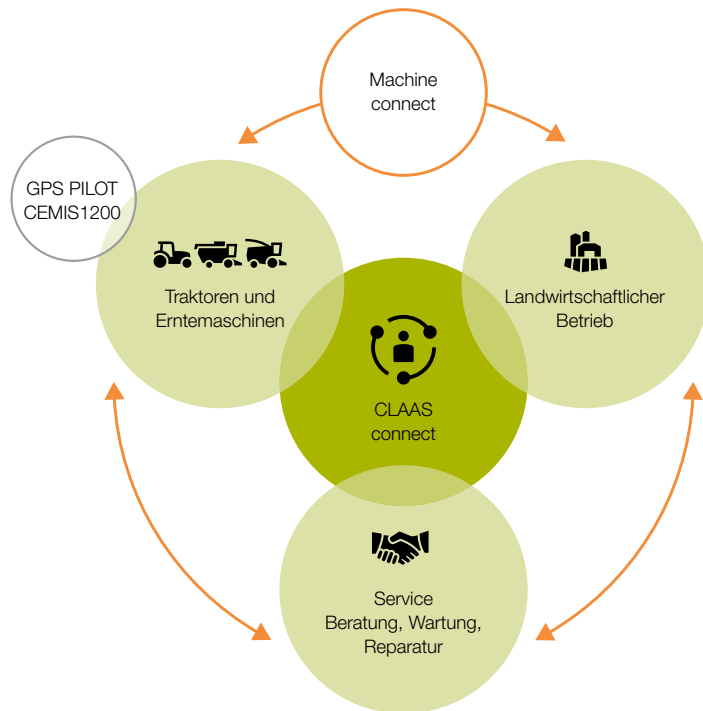 Machine
connect
GPS PILOT
CEMIS1200
Traktoren und
Erntemaschinen
Landwirtschaftlicher
Betrieb
CLAAS
connect
Service
Beratung, Wartung,
Reparatur